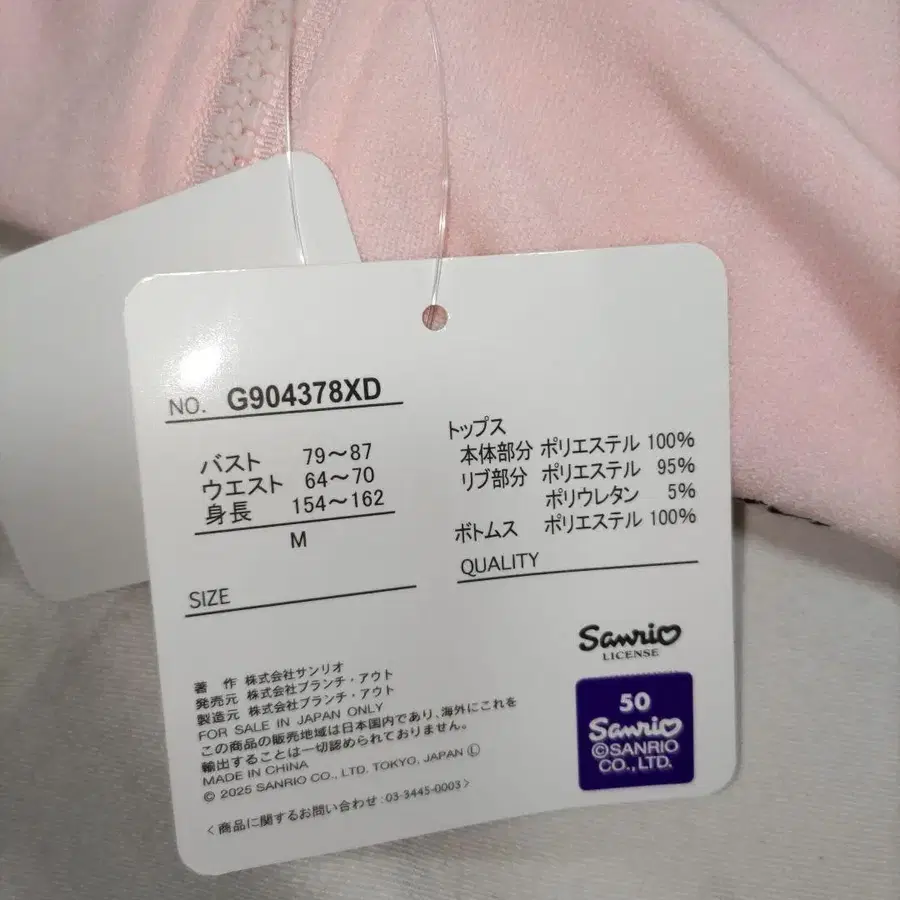 NO. G904378XD
バスト 79～87
ウエスト 64～70
身長 154～162
M
SIZE
トップス
本体部分 ポリエステル 100%
リブ部分 ポリエステル 95%
ポリウレタン 5%
ボトムス ポリエステル 100%
QUALITY
Sanrio
LICENSE
50
Sanrio
©SANRIO
CO.,LTD.
著 作 株式会社サンリオ
発売元 株式会社ブランチ・アウト
製造元 株式会社ブランチ・アウト
FOR SALE IN JAPAN ONLY
この商品の販売地域は日本国内であり、海外にこれを
輸出することは一切認められておりません。
MADE IN CHINA
© 2025 SANRIO CO., LTD. TOKYO, JAPAN Ⓛ
＜商品に関するお問い合わせ:03-3445-0003＞